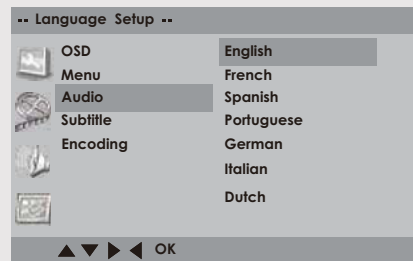 -- Language Setup --
OSD
Menu
Audio
Subtitle
Encoding
English
French
Spanish
Portuguese
German
Italian
Dutch
▲ ▼ ▶ ◀ OK